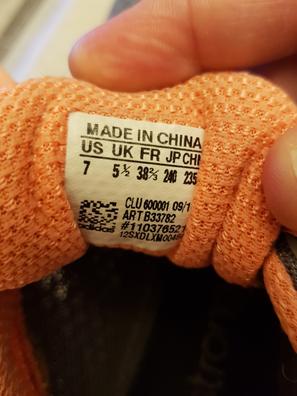 MADE IN CHINA
US UK FR JP CHN
7 5½ 38⅔ 240 235
CLU 600001 09/1
ART B33782
#110376521
adidas